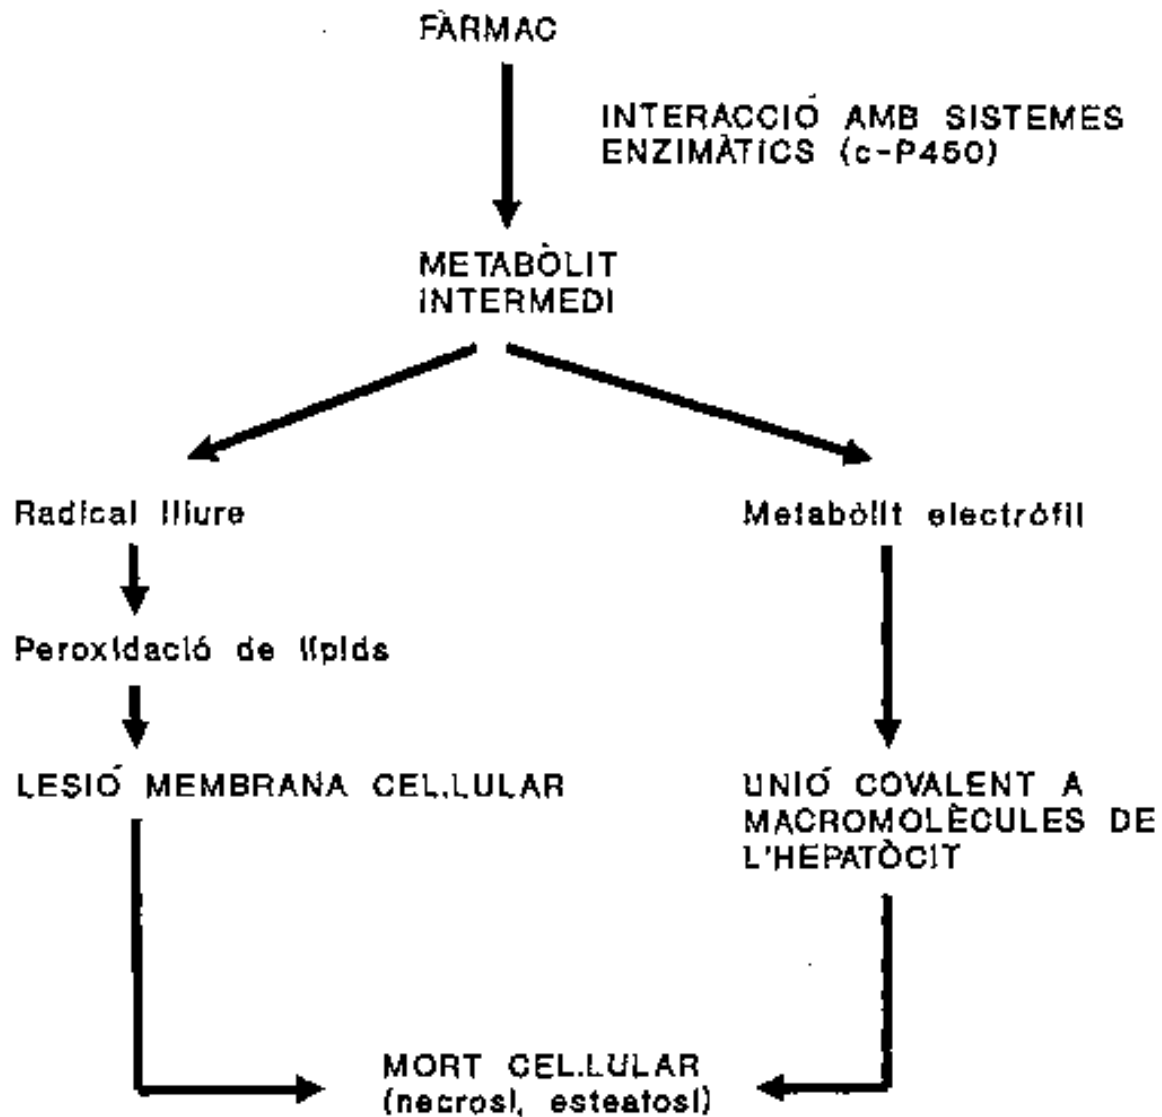 FÀRMAC
INTERACCIÓ AMB SISTEMES
ENZIMÀTICS (c-P450)
METABÒLIT
INTERMEDI
Radical lliure
Metabòlit electròfil
Peroxidació de lípids
LESIÓ MEMBRANA CEL.LULAR
UNIÓ COVALENT A
MACROMOLÈCULES DE
L'HEPATÒCIT
MORT CEL.LULAR
(necrosi, esteatosi)